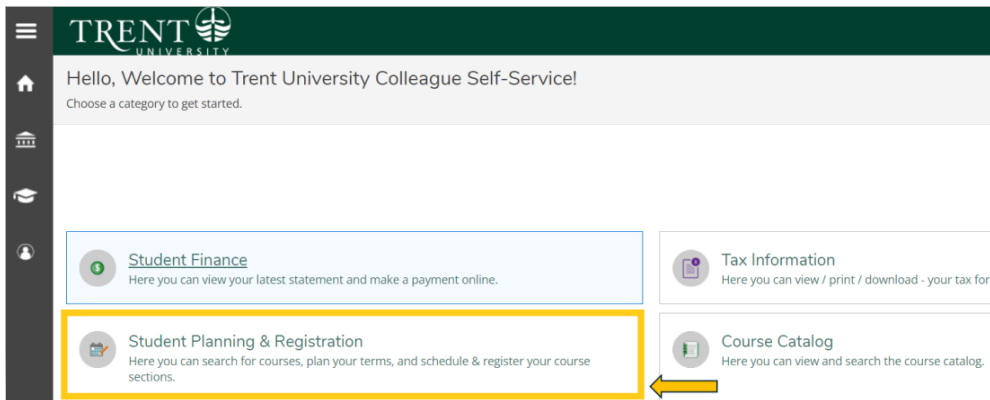 TRENT
UNIVERSITY
Hello, Welcome to Trent University Colleague Self-Service!
Choose a category to get started.
Student Finance
Here you can view your latest statement and make a payment online.
Tax Information
Here you can view / print / download - your tax for
Student Planning & Registration
Here you can search for courses, plan your terms, and schedule & register your course
sections.
Course Catalog
Here you can view and search the course catalog.